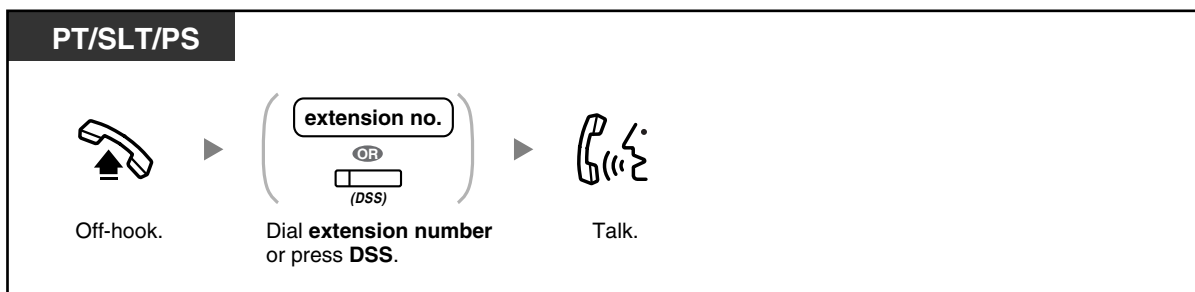 PT/SLT/PS
extension no.
OR
(DSS)
Off-hook.
Dial extension number
or press DSS.
Talk.